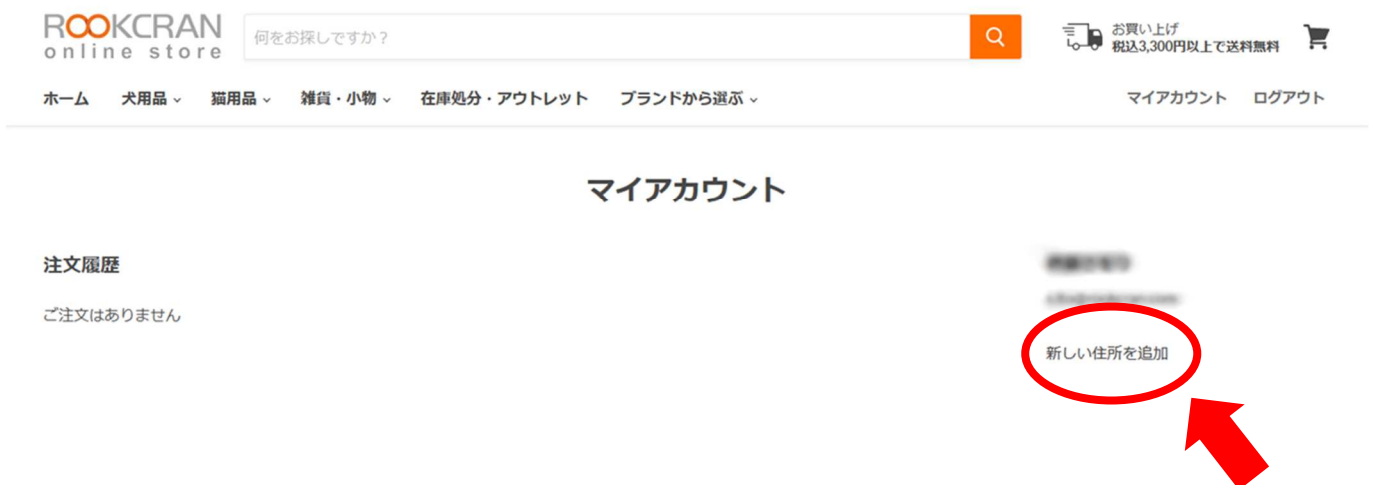 ROOKCRAN
online store
何をお探しですか?
お買い上げ
税込3,300円以上で送料無料
ホーム 犬用品 猫用品 雑貨・小物 在庫処分・アウトレット ブランドから選ぶ マイアカウント ログアウト
マイアカウント
注文履歴
ご注文はありません
新しい住所を追加